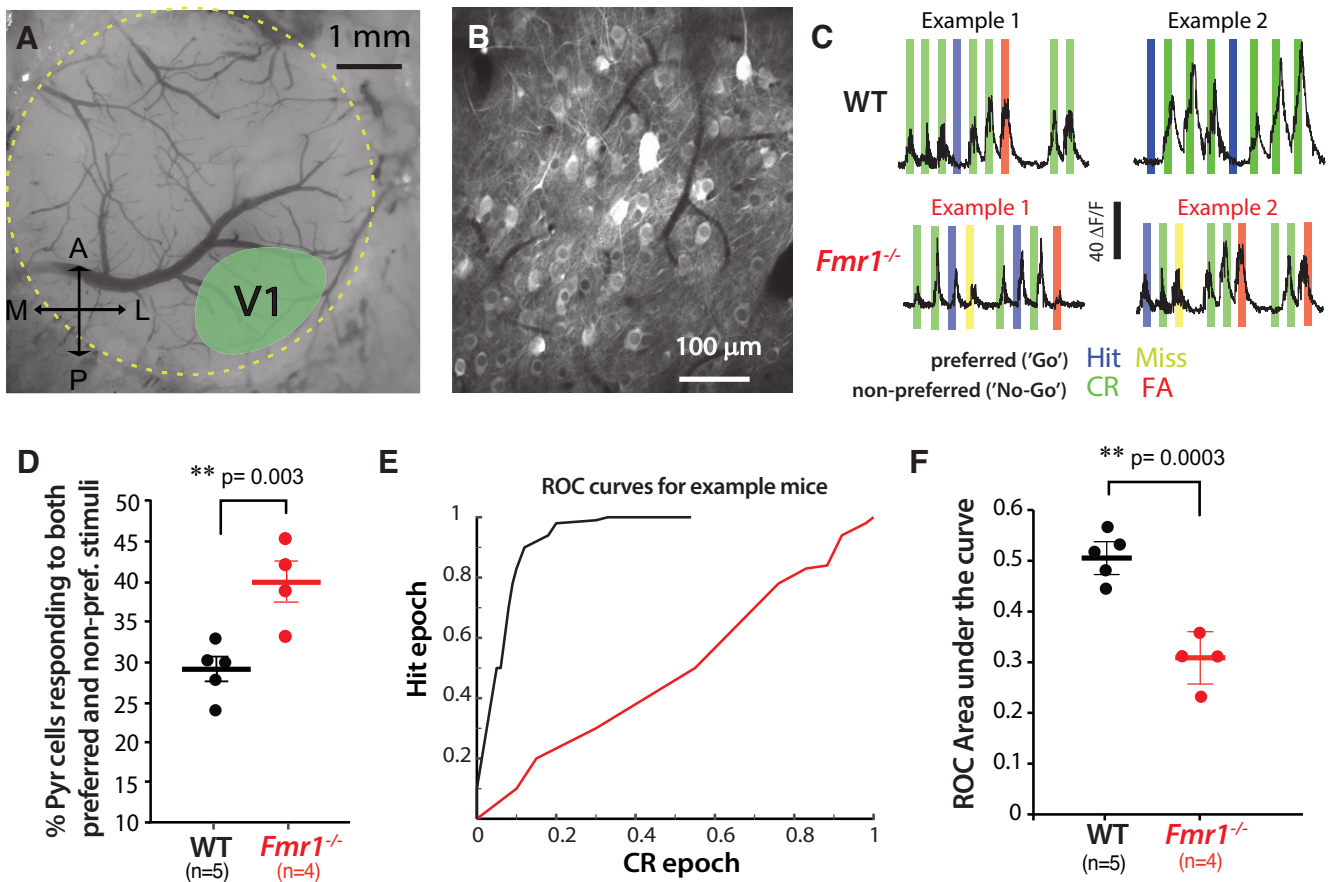 A
1 mm
A
M
L
P
V1
B
100 µm
C
Example 1
Example 2
WT
Example 1
Example 2
Fmr1-/-
40 ΔF/F
preferred ('Go')
Hit
Miss
non-preferred ('No-Go')
CR
FA
D
** p= 0.003
% Pyr cells responding to both
preferred and non-pref. stimuli
50
45
40
35
30
25
20
15
10
WT
Fmr1-/-
(n=5)
(n=4)
E
ROC curves for example mice
Hit epoch
1
0.8
0.6
0.4
0.2
0
0.2
0.4
0.6
0.8
1
CR epoch
F
** p= 0.0003
ROC Area under the curve
0.6
0.5
0.4
0.3
0.2
0.1
0
WT
Fmr1-/-
(n=5)
(n=4)